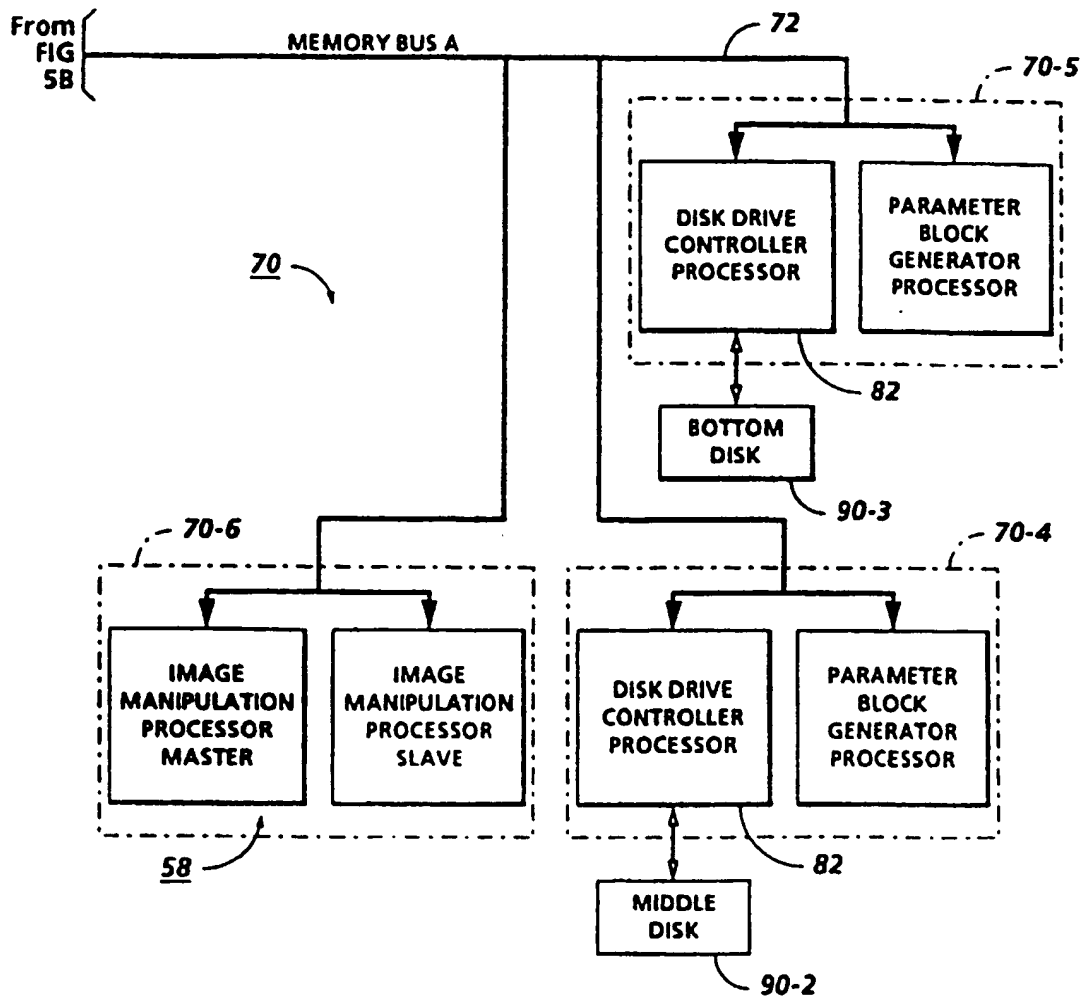 From
FIG
5B
MEMORY BUS A
72
70-5
DISK DRIVE
CONTROLLER
PROCESSOR
PARAMETER
BLOCK
GENERATOR
PROCESSOR
70
82
BOTTOM
DISK
90-3
70-6
70-4
IMAGE
MANIPULATION
PROCESSOR
MASTER
IMAGE
MANIPULATION
PROCESSOR
SLAVE
DISK DRIVE
CONTROLLER
PROCESSOR
PARAMETER
BLOCK
GENERATOR
PROCESSOR
58
82
MIDDLE
DISK
90-2